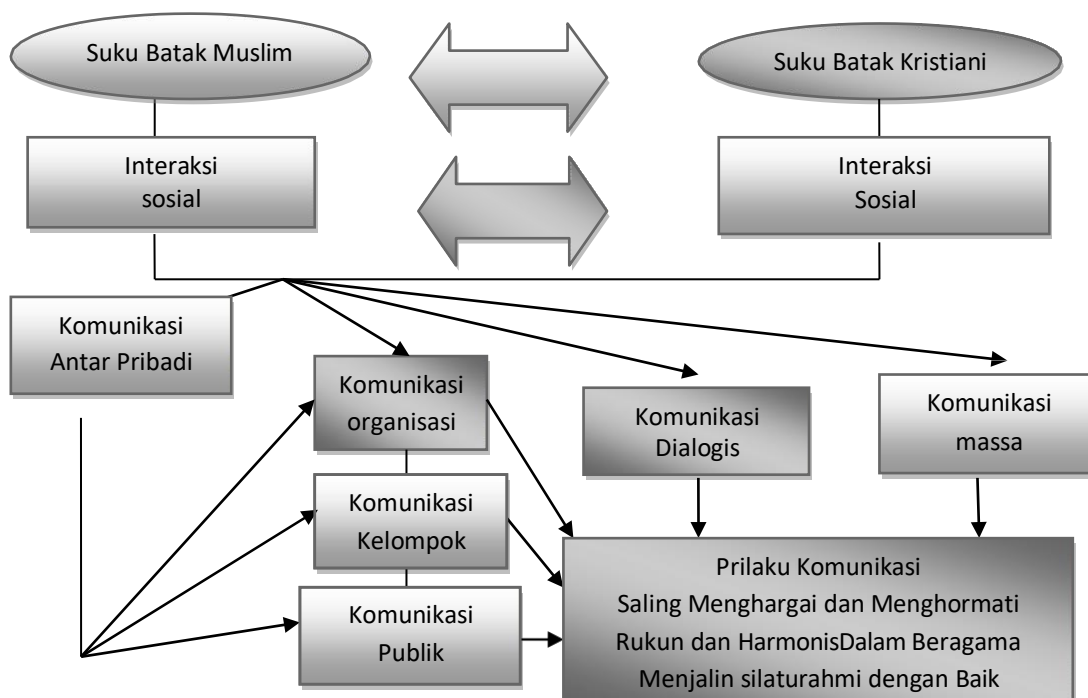 Suku Batak Muslim
Suku Batak Kristiani
Interaksi
sosial
Interaksi
Sosial
Komunikasi
Antar Pribadi
Komunikasi
organisasi
Komunikasi
Dialogis
Komunikasi
massa
Komunikasi
Kelompok
Komunikasi
Publik
Prilaku Komunikasi
Saling Menghargai dan Menghormati
Rukun dan HarmonisDalam Beragama
Menjalin silaturahmi dengan Baik